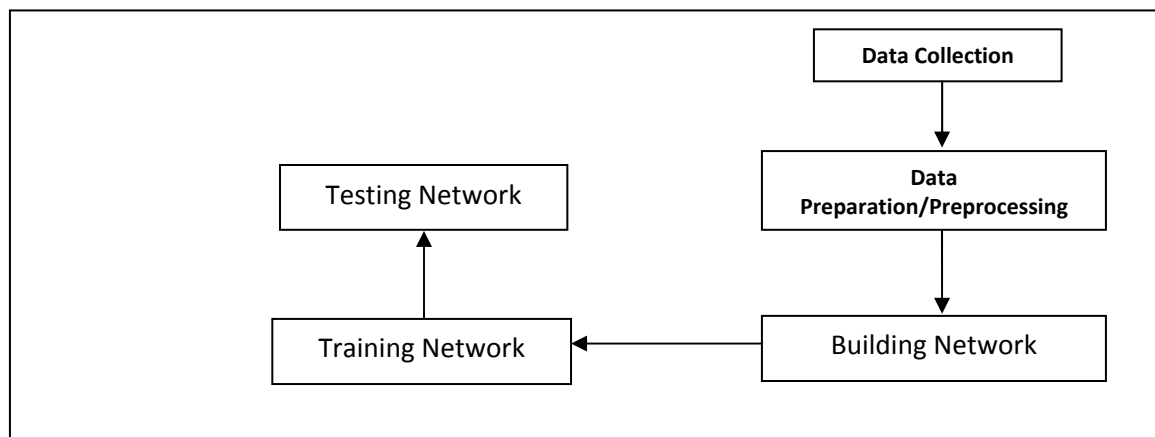 Data Collection
Data
Preparation/Preprocessing
Testing Network
Building Network
Training Network